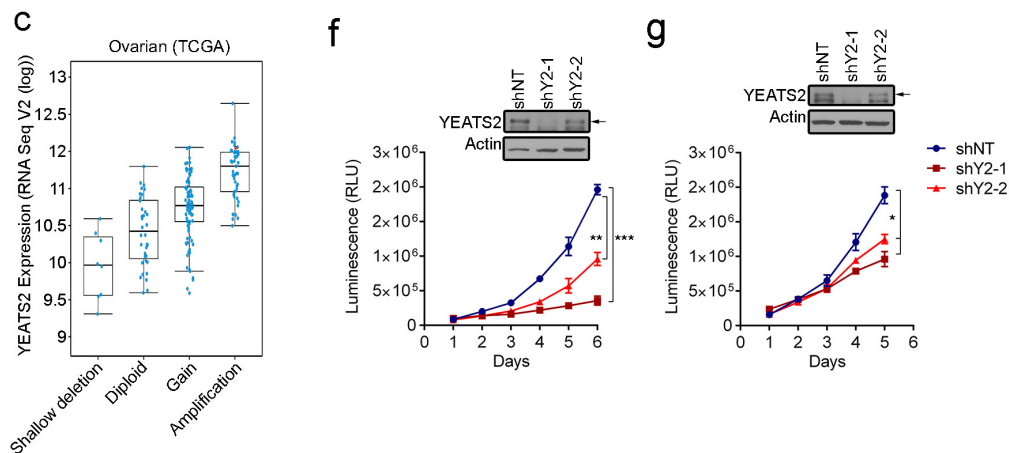 c
Ovarian (TCGA)
YEATS2 Expression (RNA Seq V2 (log))
13
12.5
12
11
10.5
10
9.5
9
Shallow deletion
Diploid
Gain
Amplification
f
shNT
shY2-1
shY2-2
YEATS2
Actin
Luminescence (RLU)
3×10⁶
2×10⁶
2×10⁶
1×10⁶
5×10⁵
0
0 1 2 3 4 5 6
Days
** ***
g
shNT
shY2-1
shY2-2
YEATS2
Actin
Luminescence (RLU)
3×10⁶
2×10⁶
2×10⁶
1×10⁶
5×10⁵
0
0 1 2 3 4 5 6
Days
*
shNT
shY2-1
shY2-2